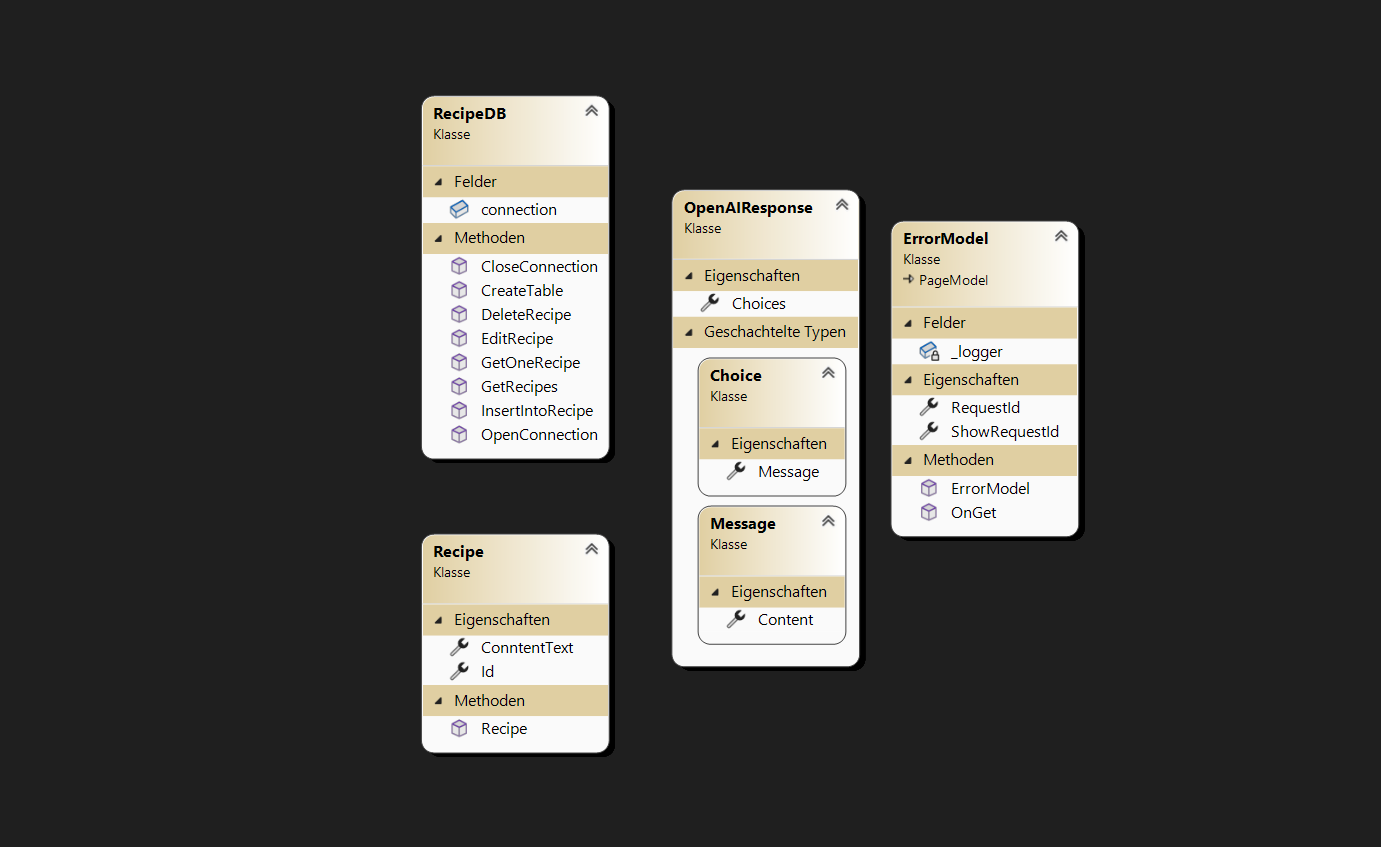 RecipeDB
Klasse
Felder
connection
Methoden
CloseConnection
CreateTable
DeleteRecipe
EditRecipe
GetOneRecipe
GetRecipes
InsertIntoRecipe
OpenConnection
Recipe
Klasse
Eigenschaften
ConntentText
Id
Methoden
Recipe
OpenAIResponse
Klasse
Eigenschaften
Choices
Geschachtelte Typen
Choice
Klasse
Eigenschaften
Message
Message
Klasse
Eigenschaften
Content
ErrorModel
Klasse
PageModel
Felder
_logger
Eigenschaften
RequestId
ShowRequestId
Methoden
ErrorModel
OnGet